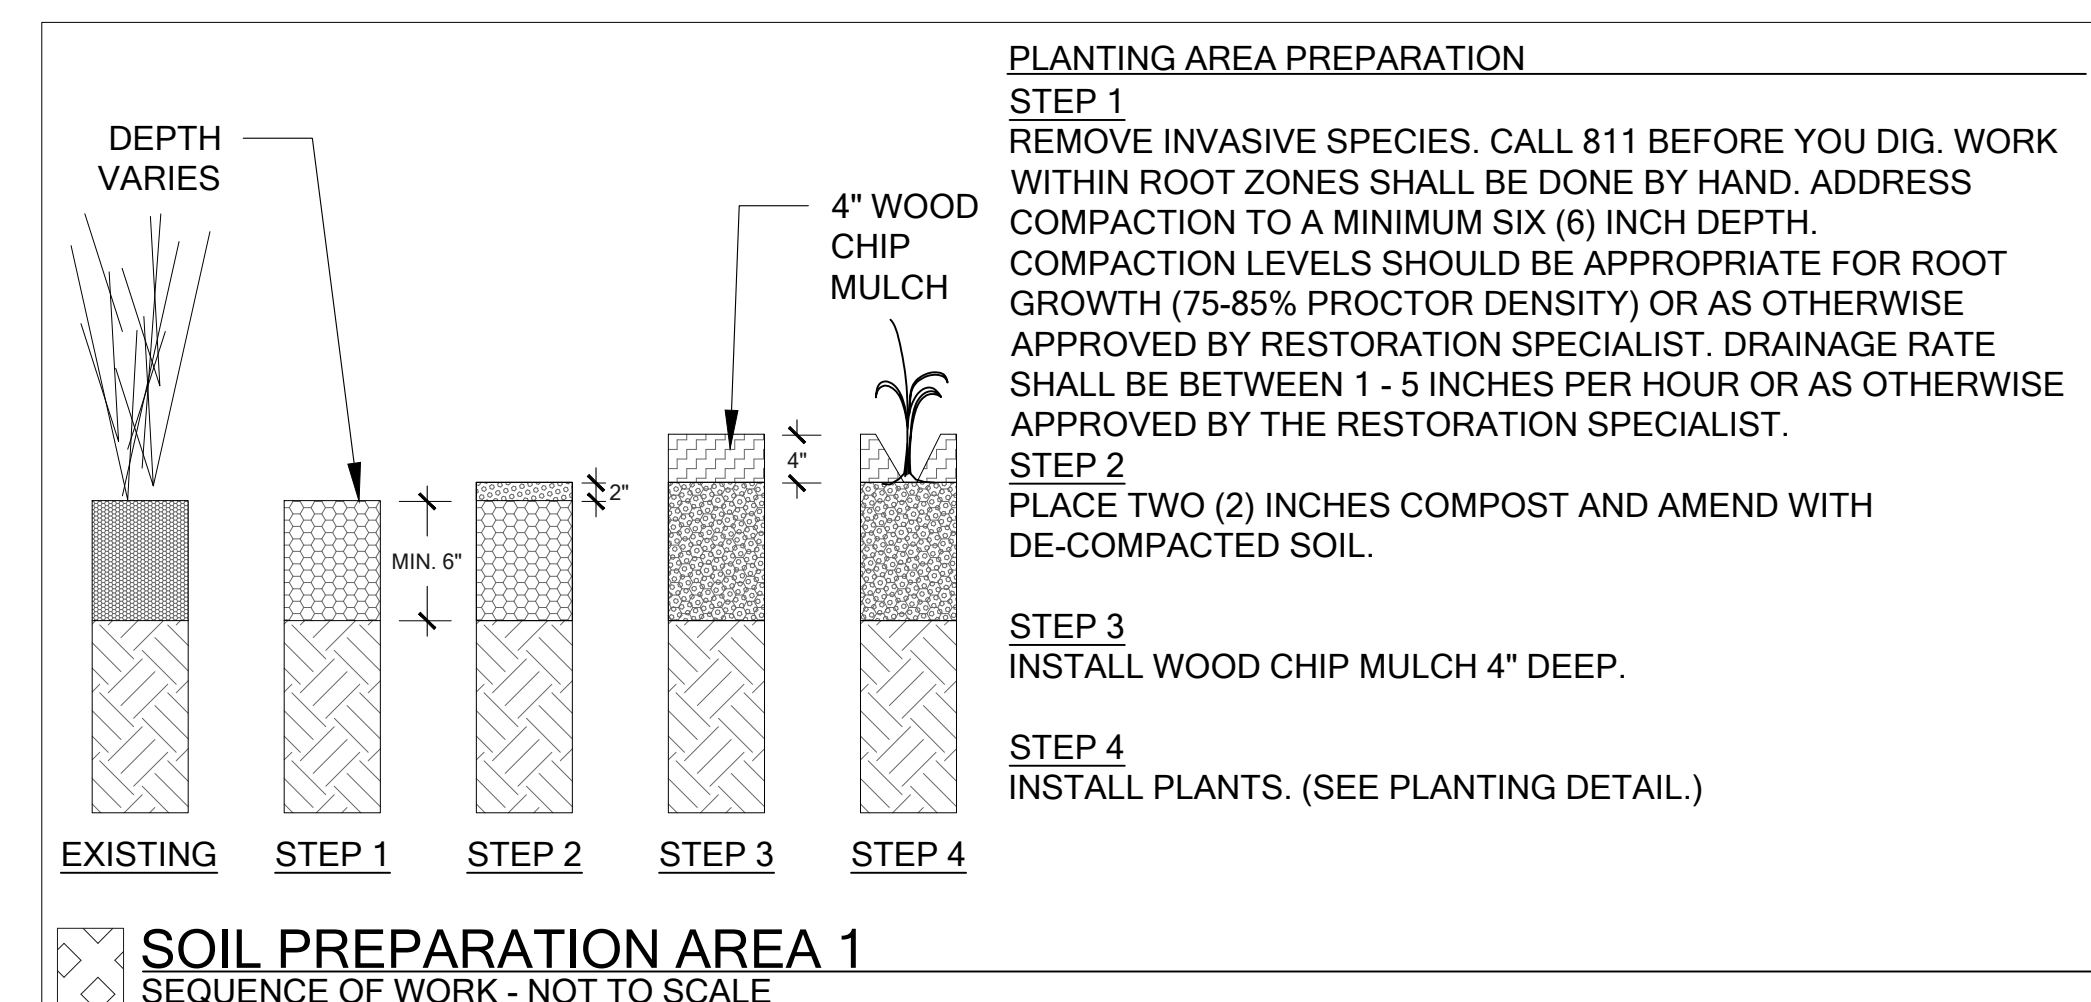 PLANTING AREA PREPARATION
STEP 1
REMOVE INVASIVE SPECIES. CALL 811 BEFORE YOU DIG. WORK
WITHIN ROOT ZONES SHALL BE DONE BY HAND. ADDRESS
COMPACTION TO A MINIMUM SIX (6) INCH DEPTH.
COMPACTION LEVELS SHOULD BE APPROPRIATE FOR ROOT
GROWTH (75-85% PROCTOR DENSITY) OR AS OTHERWISE
APPROVED BY RESTORATION SPECIALIST. DRAINAGE RATE
SHALL BE BETWEEN 1 - 5 INCHES PER HOUR OR AS OTHERWISE
APPROVED BY THE RESTORATION SPECIALIST.
STEP 2
PLACE TWO (2) INCHES COMPOST AND AMEND WITH
DE-COMPACTED SOIL.
STEP 3
INSTALL WOOD CHIP MULCH 4" DEEP.
STEP 4
INSTALL PLANTS. (SEE PLANTING DETAIL.)
DEPTH
VARIES
4" WOOD
CHIP
MULCH
MIN. 6"
2"
4"
EXISTING
STEP 1
STEP 2
STEP 3
STEP 4
SOIL PREPARATION AREA 1
SEQUENCE OF WORK - NOT TO SCALE